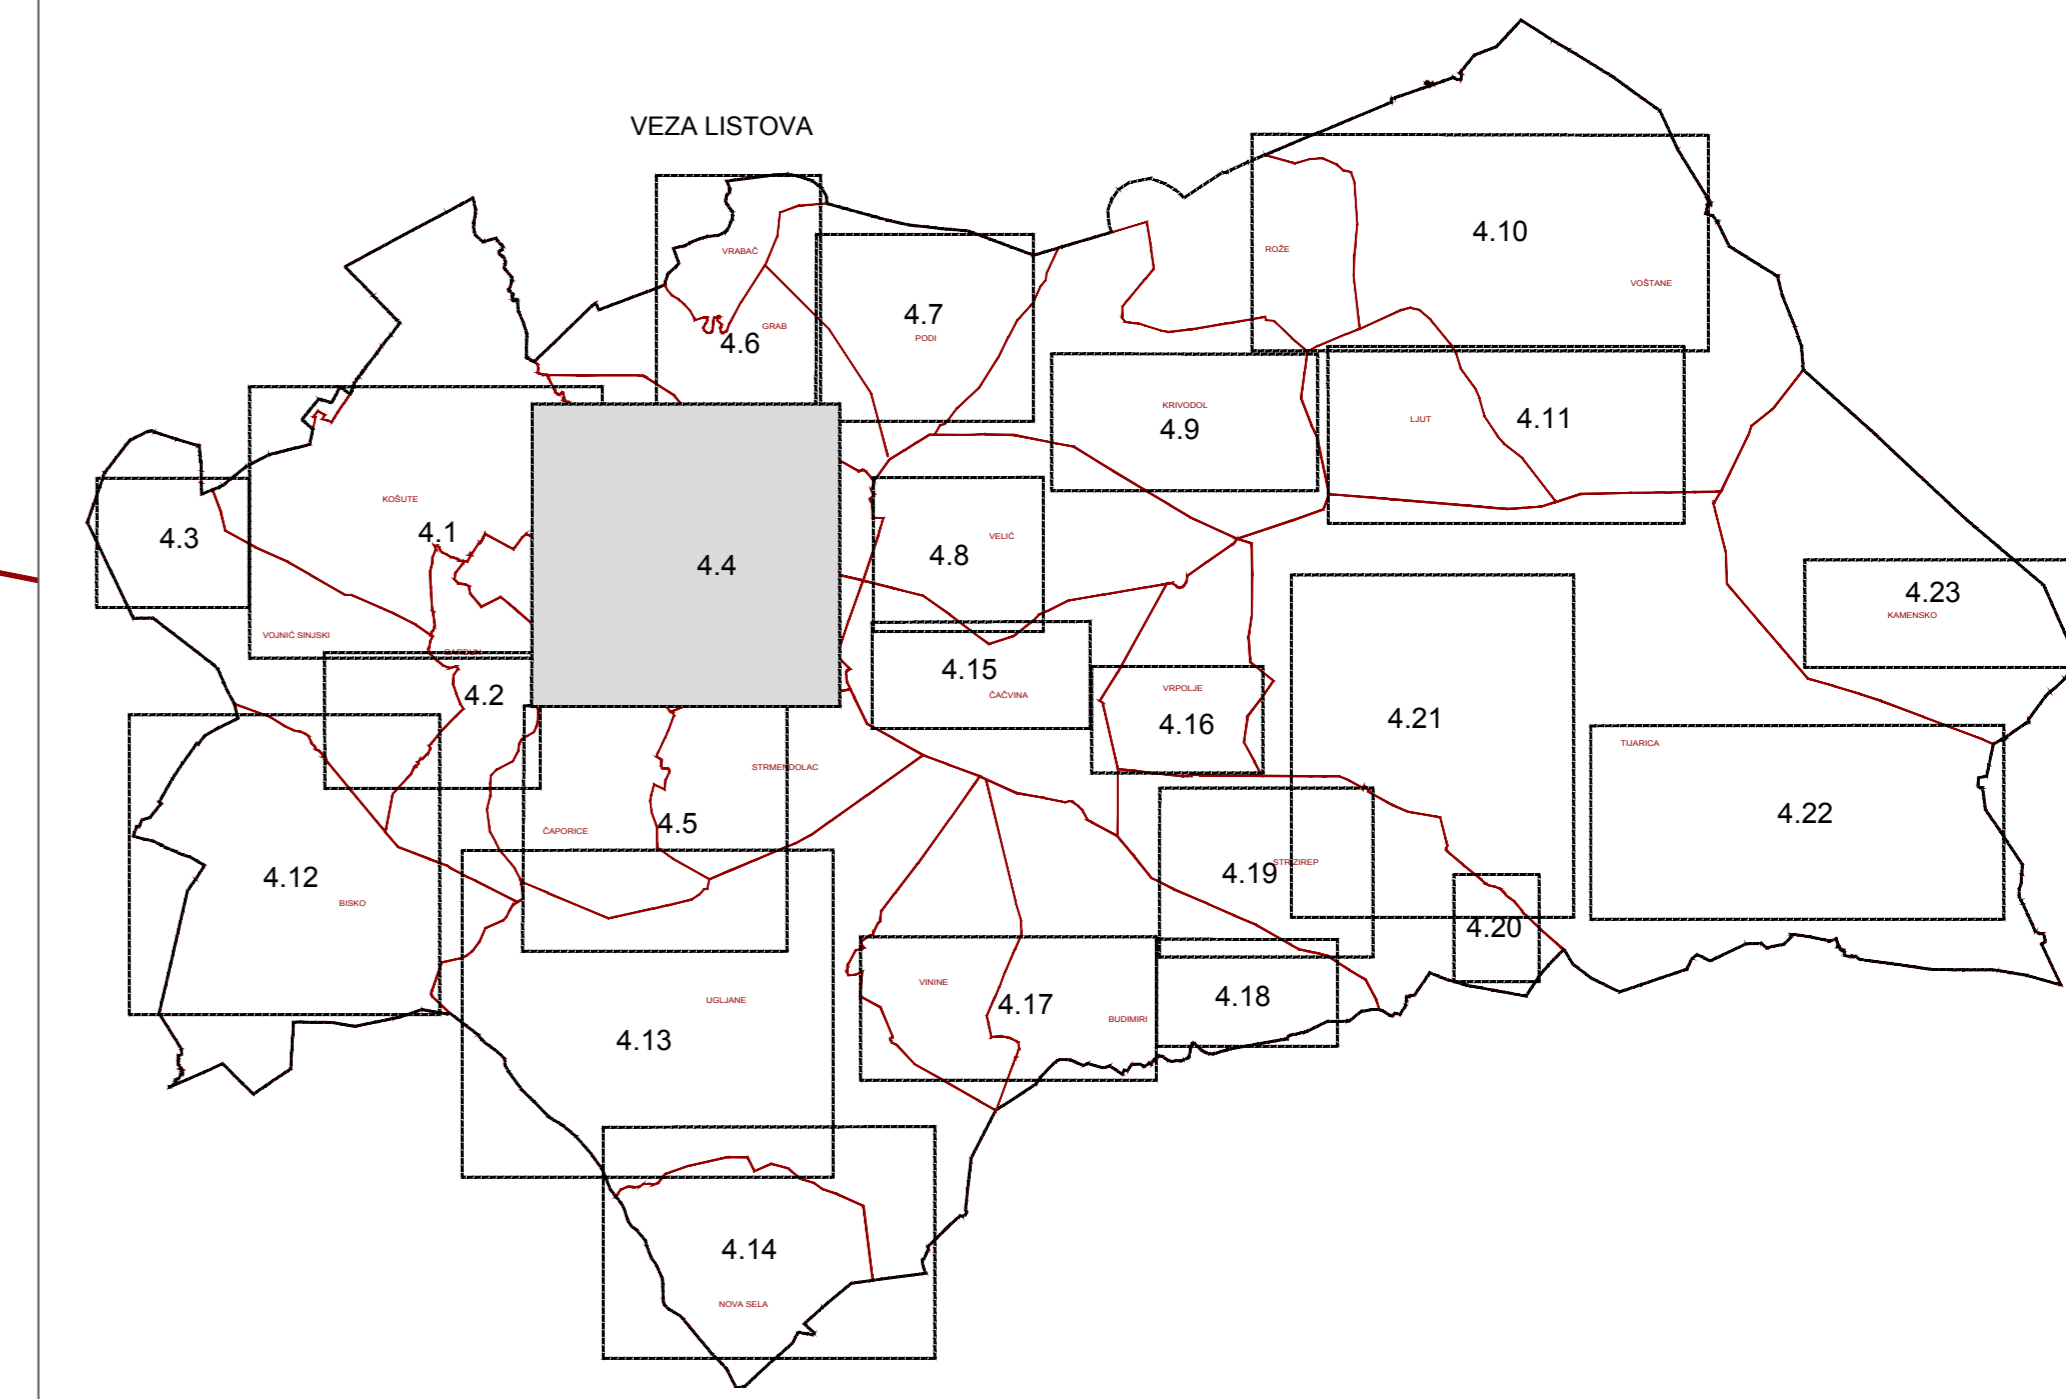 VEZA LISTOVA
4.10
ROŽE
VRABAČ
VOŠTANE
4.7
GRAB
PODI
4.6
KRIVODOL
4.9
LJUT
4.11
KOŠUTE
4.1
4.3
VELIĆ
4.8
4.4
4.23
KAMENSKO
VOJNIĆ SINJSKI
GARDUN
4.2
4.15
ČAČVINA
VRPOLJE
4.16
4.21
TIJARICA
STRMENDOLAC
4.22
ČAPORICE
4.5
STRIZIREP
4.19
4.12
BISKO
4.20
VININE
UGLJANE
4.17
BUDIMIRI
4.18
4.13
4.14
NOVA SELA